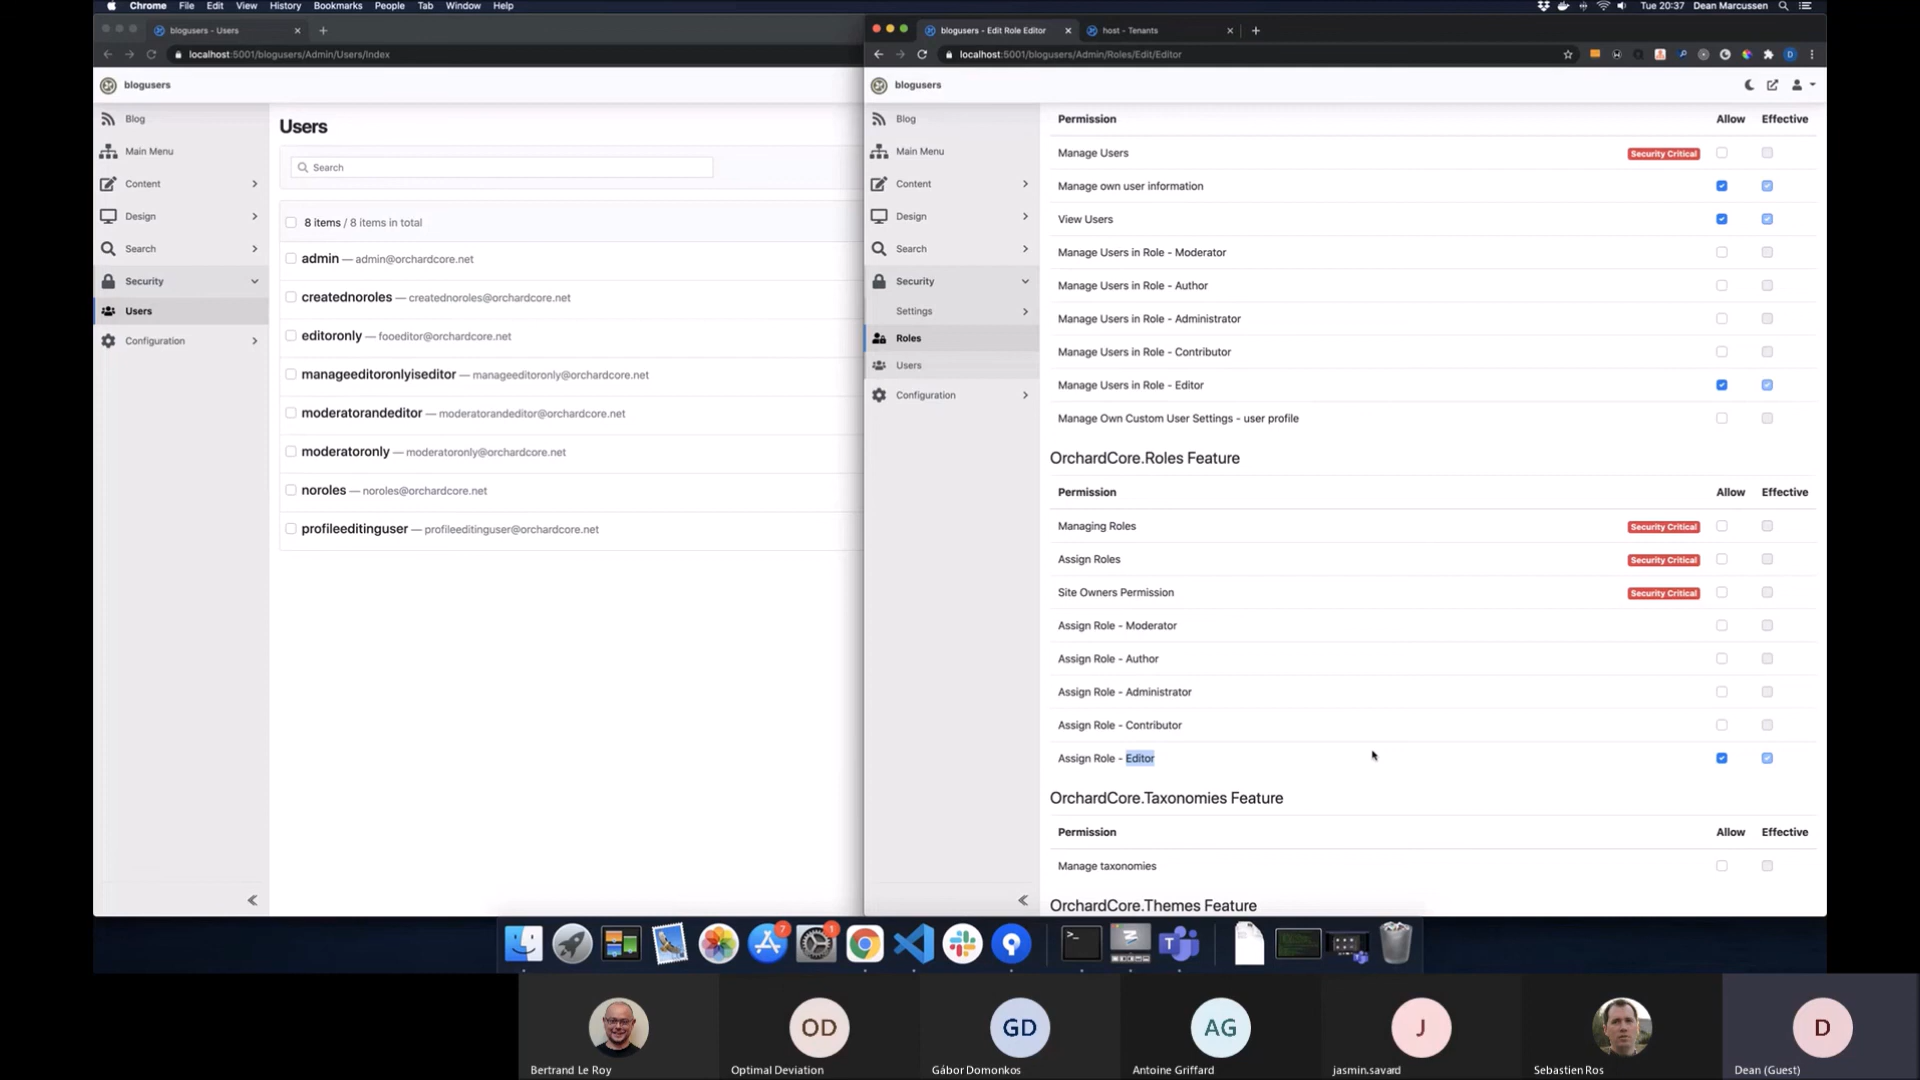 Chrome File Edit View History Bookmarks People Tab Window Help
Tue 20:37 Dean Marcussen
blogusers - Users
localhost:5001/blogusers/Admin/Users/Index
blogusers
Blog
Main Menu
Content
Design
Search
Security
Users
Configuration
Users
Search
8 items / 8 items in total
admin — admin@orchardcore.net
creatednoroles — creatednoroles@orchardcore.net
editoronly — fooeditor@orchardcore.net
manageeditoronlyiseditor — manageeditoronly@orchardcore.net
moderatorandeditor — moderatorandeditor@orchardcore.net
moderatoronly — moderatoronly@orchardcore.net
noroles — noroles@orchardcore.net
profileeditinguser — profileeditinguser@orchardcore.net
blogusers - Edit Role Editor
host - Tenants
localhost:5001/blogusers/Admin/Roles/Edit/Editor
D
blogusers
Blog
Main Menu
Content
Design
Search
Security
Settings
Roles
Users
Configuration
Permission Allow Effective
Manage Users Security Critical
Manage own user information
View Users
Manage Users in Role - Moderator
Manage Users in Role - Author
Manage Users in Role - Administrator
Manage Users in Role - Contributor
Manage Users in Role - Editor
Manage Own Custom User Settings - user profile
OrchardCore.Roles Feature
Permission Allow Effective
Managing Roles Security Critical
Assign Roles Security Critical
Site Owners Permission Security Critical
Assign Role - Moderator
Assign Role - Author
Assign Role - Administrator
Assign Role - Contributor
Assign Role - Editor
OrchardCore.Taxonomies Feature
Permission Allow Effective
Manage taxonomies
OrchardCore.Themes Feature
7
1
OD
GD
AG
J
D
Bertrand Le Roy
Optimal Deviation
Gábor Domonkos
Antoine Griffard
jasmin.savard
Sebastien Ros
Dean (Guest)